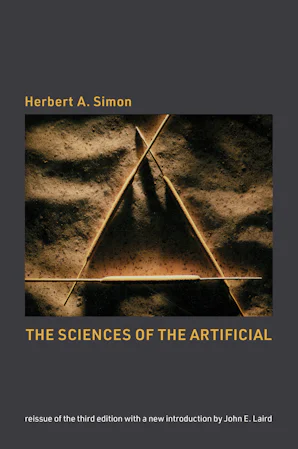 Herbert A. Simon
THE SCIENCES OF THE ARTIFICIAL
reissue of the third edition with a new introduction by John E. Laird